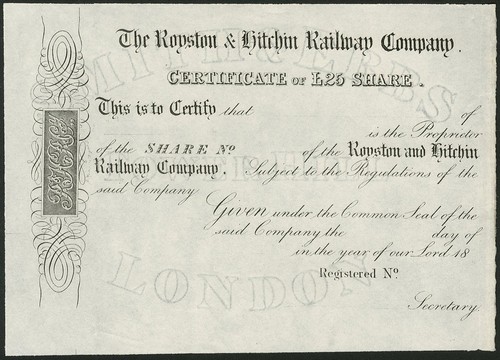 The Royston & Hitchin Railway Company.
CERTIFICATE OF £25 SHARE.
This is to Certify that of
is the Proprietor
of the SHARE No of the Royston and Hitchin
Railway Company. Subject to the Regulations of the
said Company
Given under the Common Seal of the
said Company the day of
in the year of our Lord 18
Registered No
Secretary.
LONDON